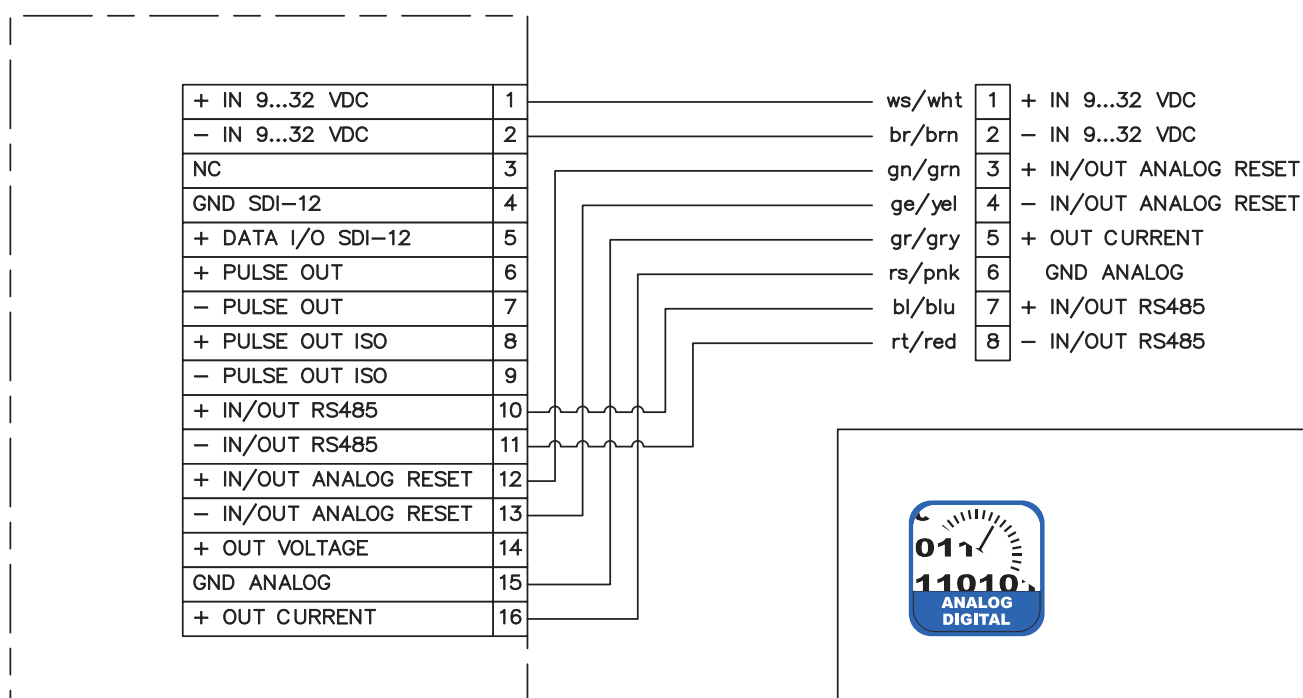 + IN 9...32 VDC 1 ws/wht 1 + IN 9...32 VDC
− IN 9...32 VDC 2 br/brn 2 − IN 9...32 VDC
NC 3 gn/grn 3 + IN/OUT ANALOG RESET
GND SDI−12 4 ge/yel 4 − IN/OUT ANALOG RESET
+ DATA I/O SDI−12 5 gr/gry 5 + OUT CURRENT
+ PULSE OUT 6 rs/pnk 6 GND ANALOG
− PULSE OUT 7 bl/blu 7 + IN/OUT RS485
+ PULSE OUT ISO 8 rt/red 8 − IN/OUT RS485
− PULSE OUT ISO 9
+ IN/OUT RS485 10
− IN/OUT RS485 11
+ IN/OUT ANALOG RESET 12
− IN/OUT ANALOG RESET 13
+ OUT VOLTAGE 14
GND ANALOG 15
+ OUT CURRENT 16
011
11010
ANALOG
DIGITAL